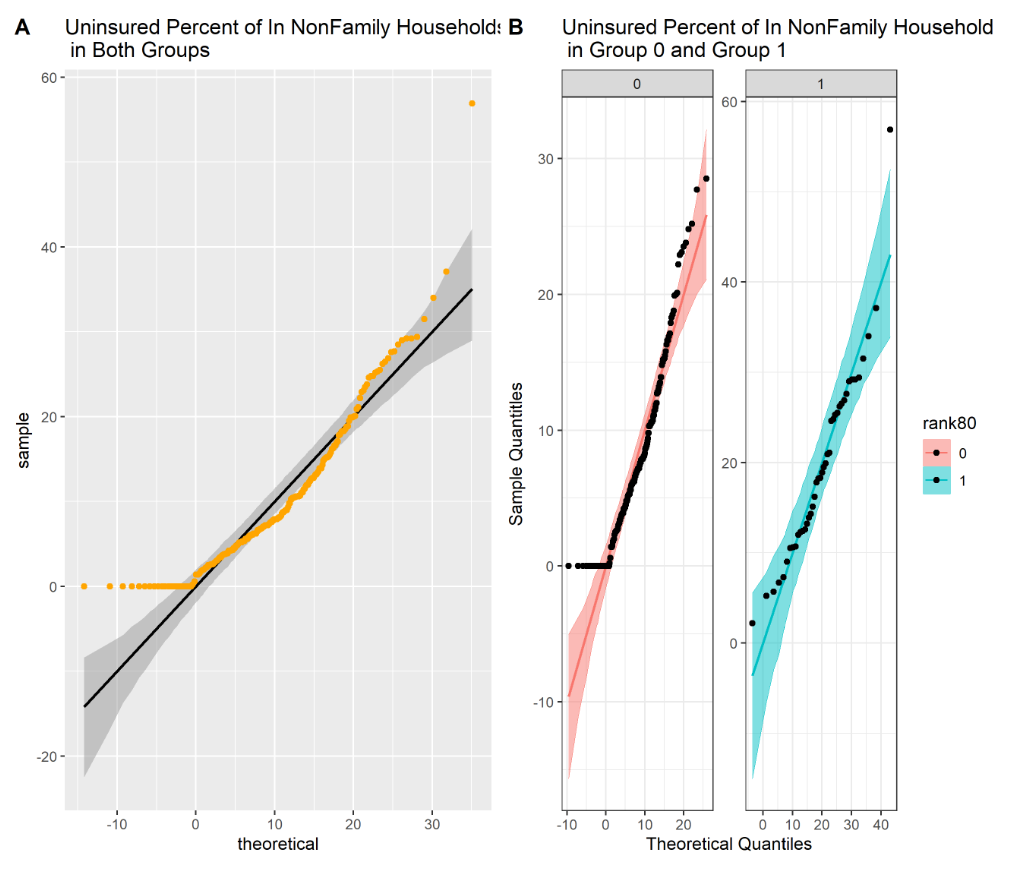 A
Uninsured Percent of In NonFamily Households
in Both Groups
60
40
20
0
-20
sample
-10 0 10 20 30
theoretical
B
Uninsured Percent of In NonFamily Household
in Group 0 and Group 1
0
1
30
20
10
0
-10
60
40
20
0
Sample Quantitles
-10 0 10 20
0 10 20 30 40
Theoretical Quantiles
rank80
0
1